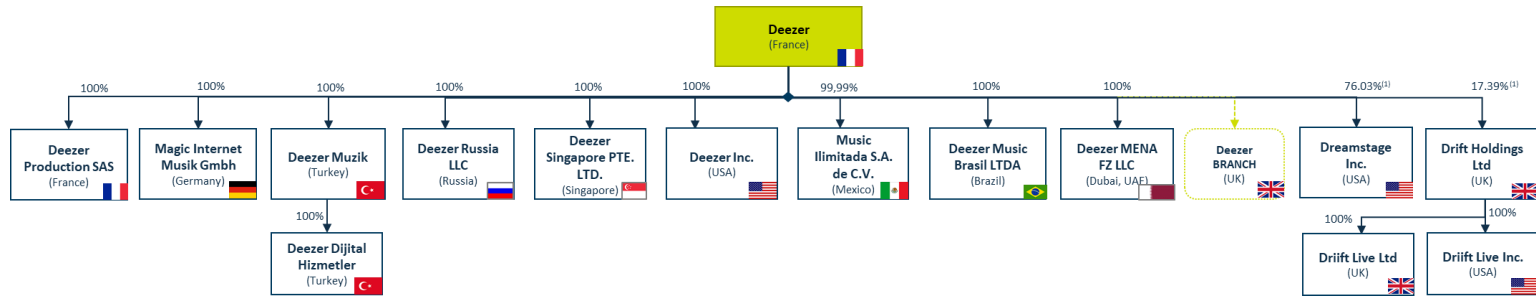 Deezer
(France)
100%
100%
100%
100%
100%
100%
99,99%
100%
100%
76.03%(1)
17.39%(1)
Deezer
Production SAS
(France)
Magic Internet
Musik Gmbh
(Germany)
Deezer Muzik
(Turkey)
Deezer Russia
LLC
(Russia)
Deezer
Singapore PTE.
LTD.
(Singapore)
Deezer Inc.
(USA)
Music
Ilimitada S.A.
de C.V.
(Mexico)
Deezer Music
Brasil LTDA
(Brazil)
Deezer MENA
FZ LLC
(Dubai, UAE)
Deezer
BRANCH
(UK)
Dreamstage
Inc.
(USA)
Drift Holdings
Ltd
(UK)
100%
100%
100%
Deezer Dijital
Hizmetler
(Turkey)
Driift Live Ltd
(UK)
Driift Live Inc.
(USA)